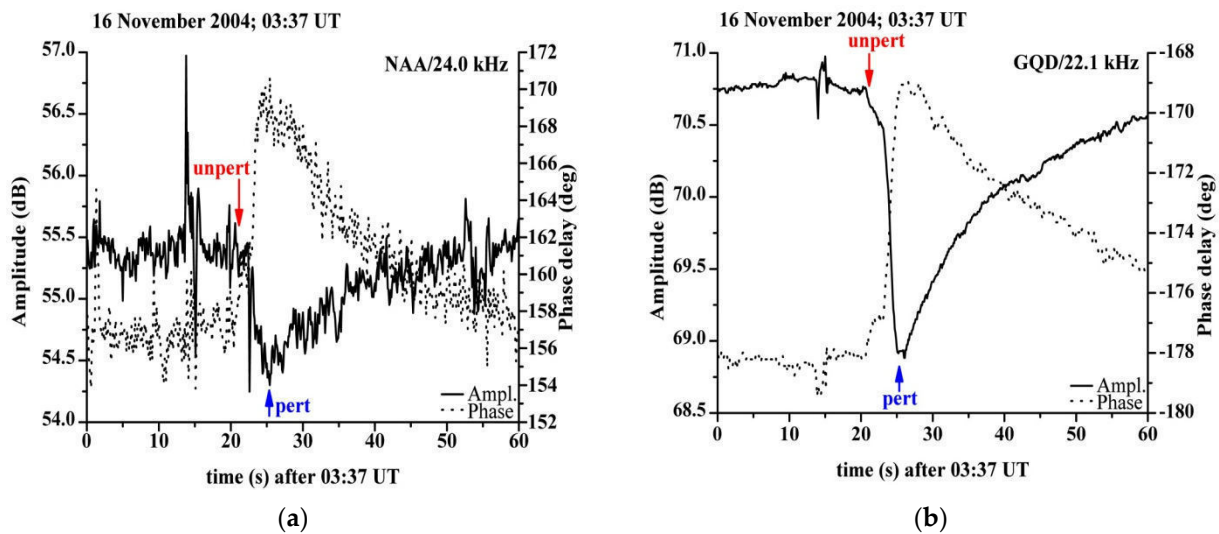 16 November 2004; 03:37 UT
NAA/24.0 kHz
unpert
pert
Ampl.
Phase
Amplitude (dB)
57.0
56.5
56.0
55.5
55.0
54.5
54.0
Phase delay (deg)
172
170
168
166
164
162
160
158
156
154
152
0 10 20 30 40 50 60
time (s) after 03:37 UT
(a)
16 November 2004; 03:37 UT
unpert
GQD/22.1 kHz
pert
Ampl.
Phase
Amplitude (dB)
71.0
70.5
70.0
69.5
69.0
68.5
Phase delay (deg)
-168
-170
-172
-174
-176
-178
-180
0 10 20 30 40 50 60
time (s) after 03:37 UT
(b)